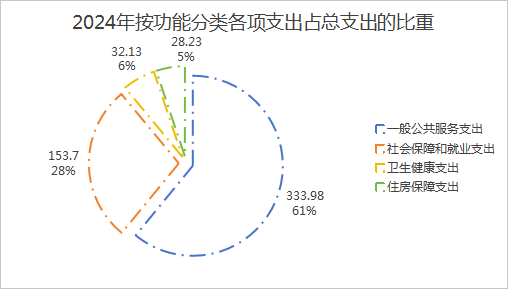 2024年按功能分类各项支出占总支出的比重
28.23
5%
32.13
6%
153.7
28%
333.98
61%
一般公共服务支出
社会保障和就业支出
卫生健康支出
住房保障支出